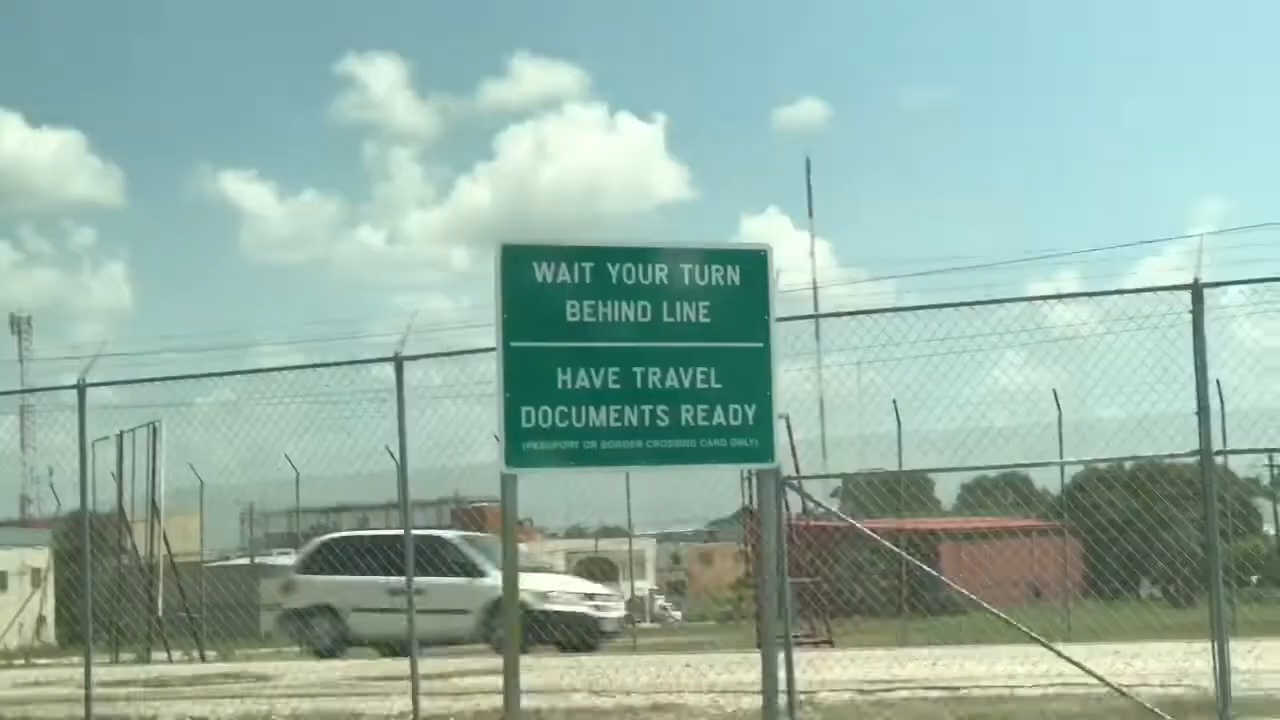 WAIT YOUR TURN
BEHIND LINE
HAVE TRAVEL
DOCUMENTS READY
(PASSPORT OR BORDER CROSSING CARD ONLY)